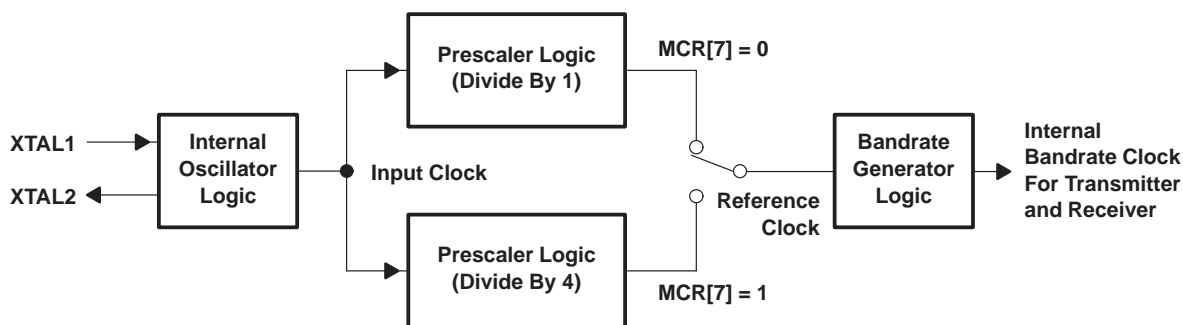 XTAL1
XTAL2
Internal
Oscillator
Logic
Input Clock
Prescaler Logic
(Divide By 1)
MCR[7] = 0
Prescaler Logic
(Divide By 4)
MCR[7] = 1
Reference
Clock
Bandrate
Generator
Logic
Internal
Bandrate Clock
For Transmitter
and Receiver